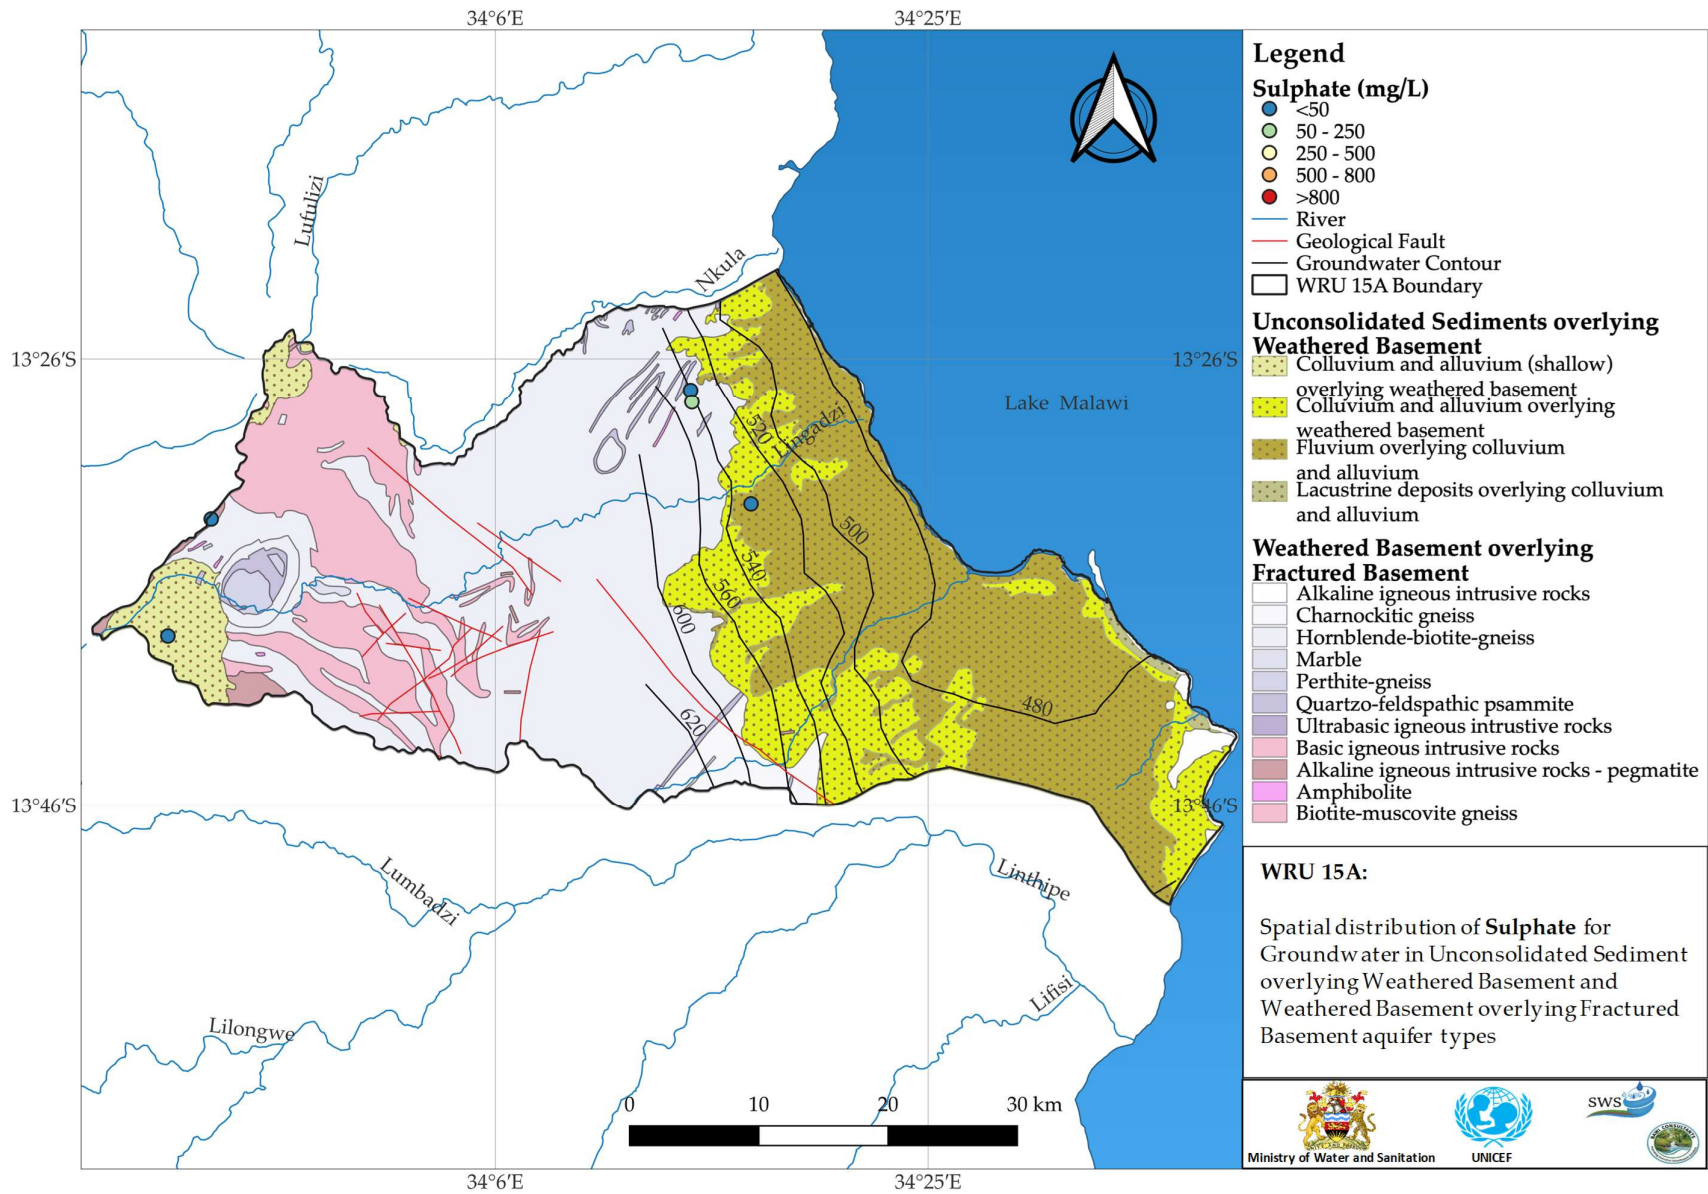 34°6'E
34°25'E
Lufulizi
Nkula
13°26'S
13°26'S
Lake Malawi
520
Lingadzi
500
540
560
600
480
620
13°46'S
13°46'S
Lumbadzi
Linthipe
Lifisi
Lilongwe
0 10 20 30 km
34°6'E
34°25'E
Legend
Sulphate (mg/L)
<50
50 - 250
250 - 500
500 - 800
>800
River
Geological Fault
Groundwater Contour
WRU 15A Boundary
Unconsolidated Sediments overlying
Weathered Basement
Colluvium and alluvium (shallow)
overlying weathered basement
Colluvium and alluvium overlying
weathered basement
Fluvium overlying colluvium
and alluvium
Lacustrine deposits overlying colluvium
and alluvium
Weathered Basement overlying
Fractured Basement
Alkaline igneous intrusive rocks
Charnockitic gneiss
Hornblende-biotite-gneiss
Marble
Perthite-gneiss
Quartzo-feldspathic psammite
Ultrabasic igneous intrustive rocks
Basic igneous intrusive rocks
Alkaline igneous intrusive rocks - pegmatite
Amphibolite
Biotite-muscovite gneiss
WRU 15A:
Spatial distribution of Sulphate for
Groundwater in Unconsolidated Sediment
overlying Weathered Basement and
Weathered Basement overlying Fractured
Basement aquifer types
SWS
Ministry of Water and Sanitation
UNICEF